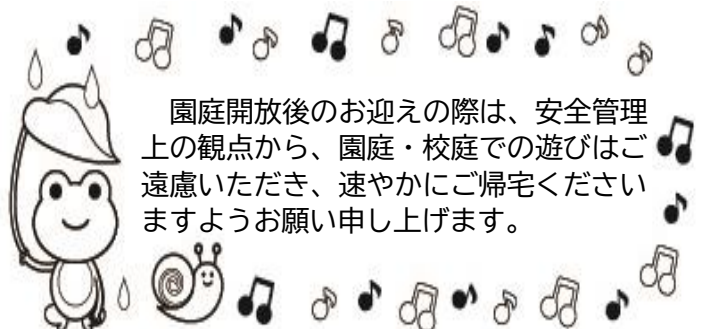 園庭開放後のお迎えの際は、安全管理
上の観点から、園庭・校庭での遊びはご
遠慮いただき、速やかにご帰宅ください
ますようお願い申し上げます。